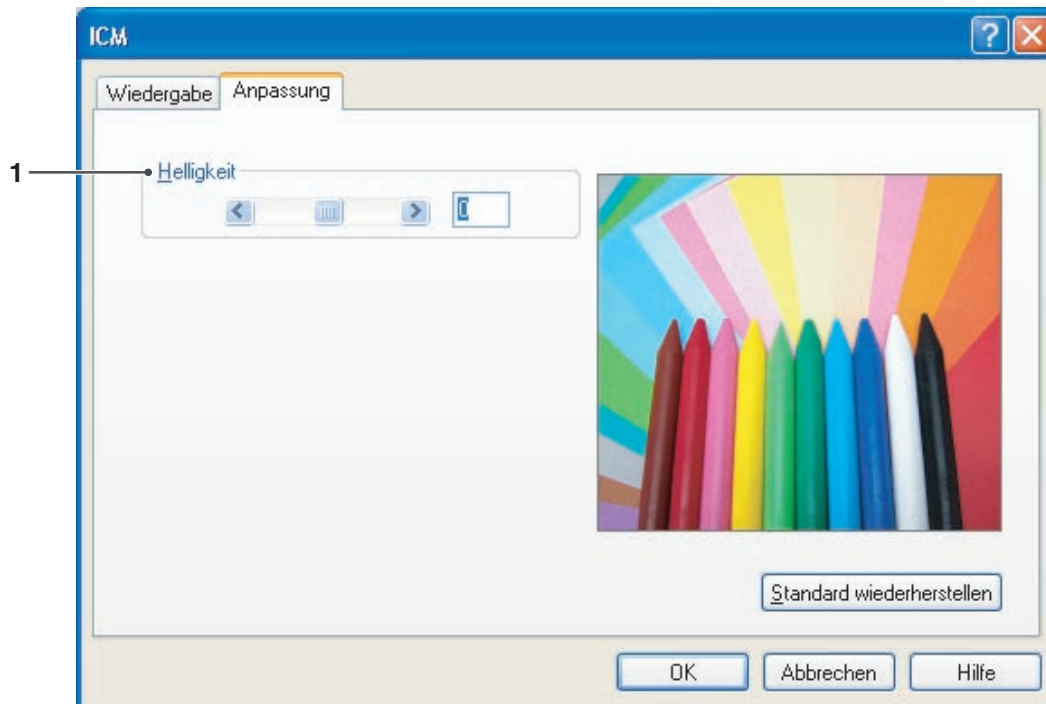 ICM
Wiedergabe Anpassung
1
Helligkeit
0
Standard wiederherstellen
OK Abbrechen Hilfe